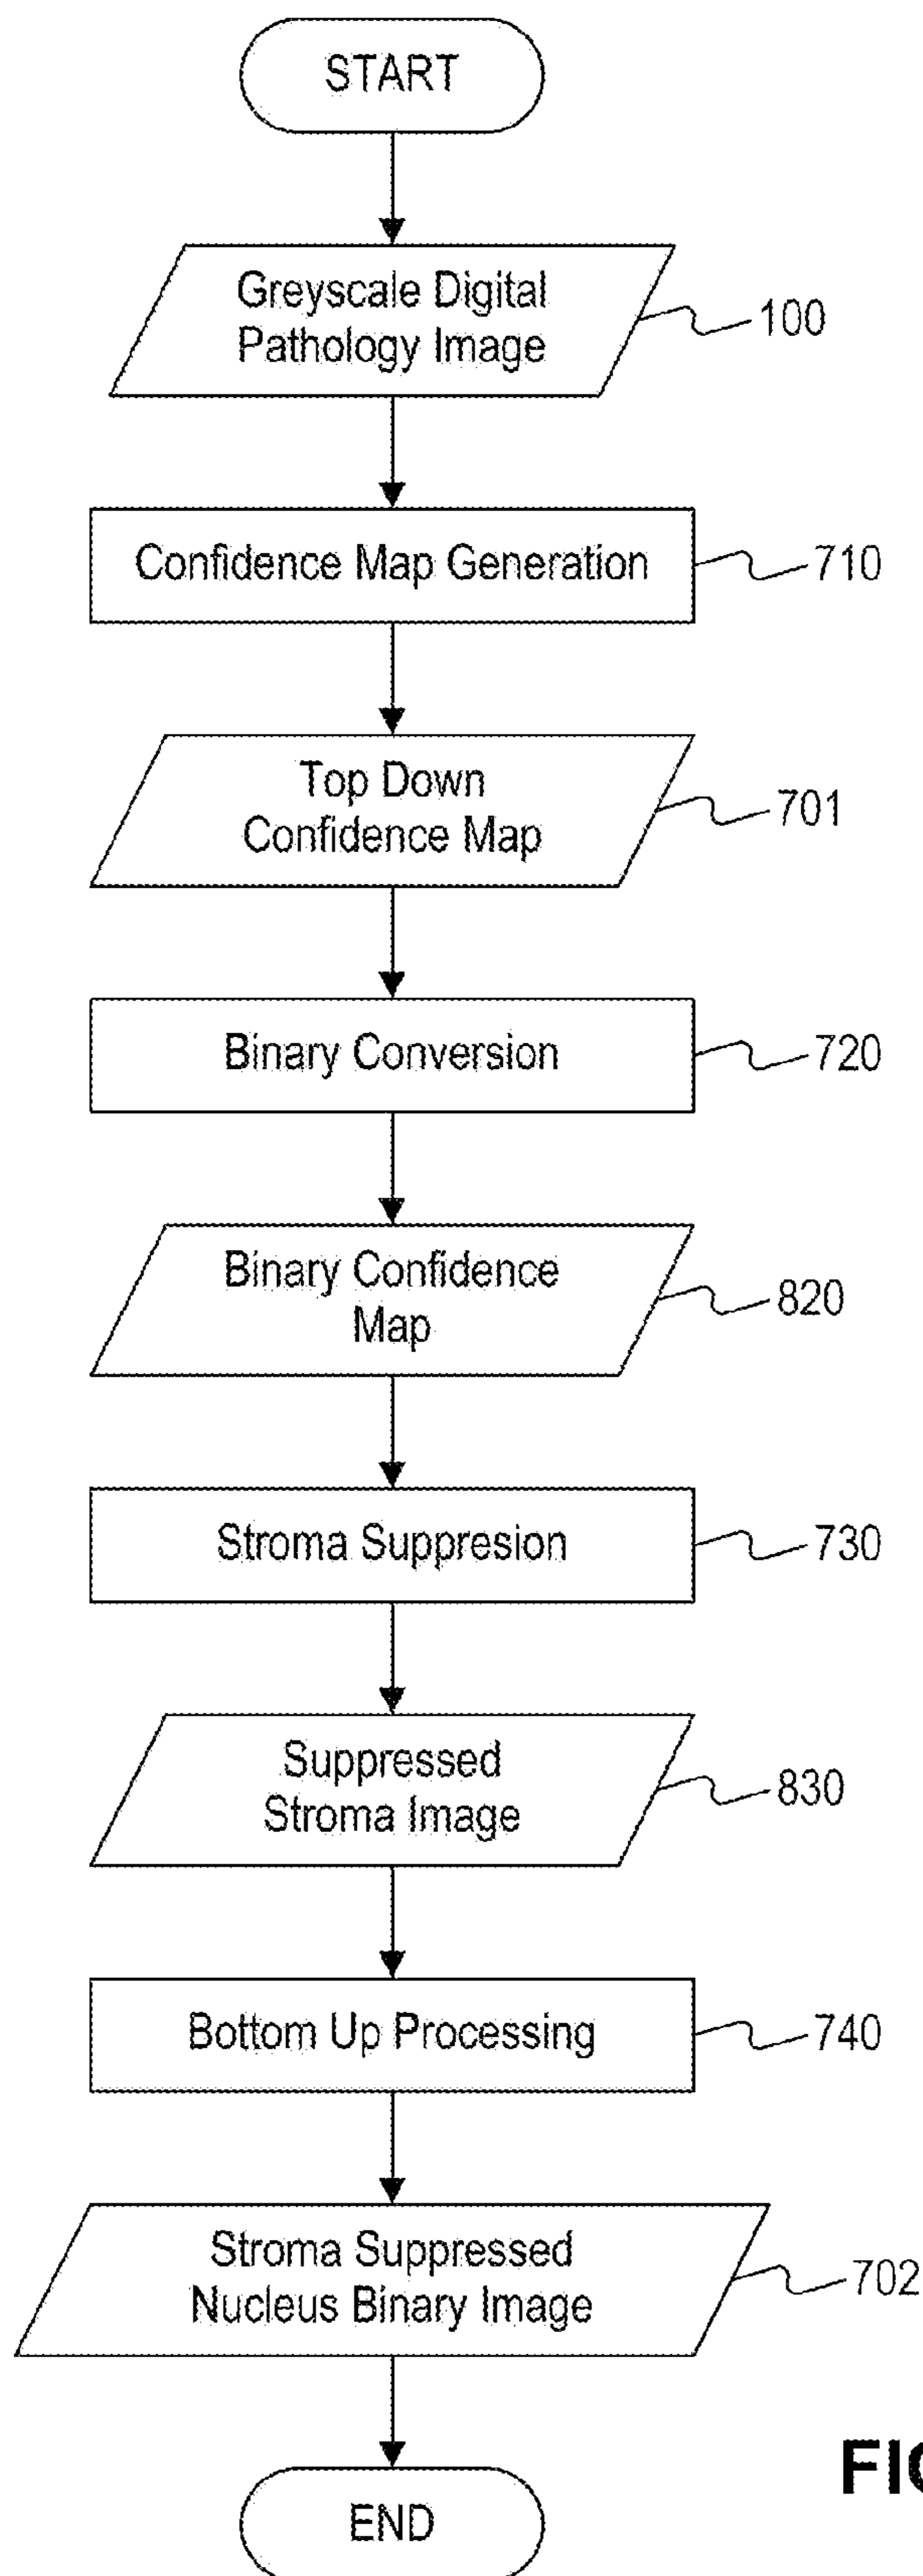 START
Greyscale Digital
Pathology Image
100
Confidence Map Generation
710
Top Down
Confidence Map
701
Binary Conversion
720
Binary Confidence
Map
820
Stroma Suppresion
730
Suppressed
Stroma Image
830
Bottom Up Processing
740
Stroma Suppressed
Nucleus Binary Image
702
END